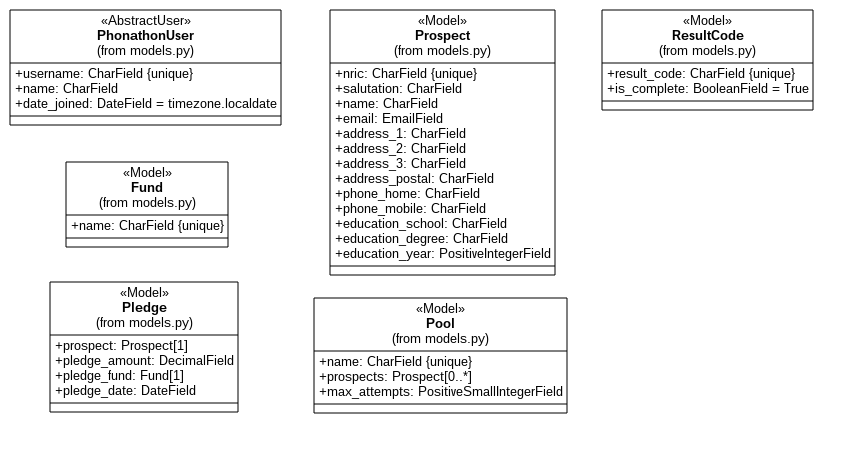 «AbstractUser»
PhonathonUser
(from models.py)
+username: CharField {unique}
+name: CharField
+date_joined: DateField = timezone.localdate
«Model»
Prospect
(from models.py)
+nric: CharField {unique}
+salutation: CharField
+name: CharField
+email: EmailField
+address_1: CharField
+address_2: CharField
+address_3: CharField
+address_postal: CharField
+phone_home: CharField
+phone_mobile: CharField
+education_school: CharField
+education_degree: CharField
+education_year: PositiveIntegerField
«Model»
ResultCode
(from models.py)
+result_code: CharField {unique}
+is_complete: BooleanField = True
«Model»
Fund
(from models.py)
+name: CharField {unique}
«Model»
Pledge
(from models.py)
+prospect: Prospect[1]
+pledge_amount: DecimalField
+pledge_fund: Fund[1]
+pledge_date: DateField
«Model»
Pool
(from models.py)
+name: CharField {unique}
+prospects: Prospect[0..*]
+max_attempts: PositiveSmallIntegerField